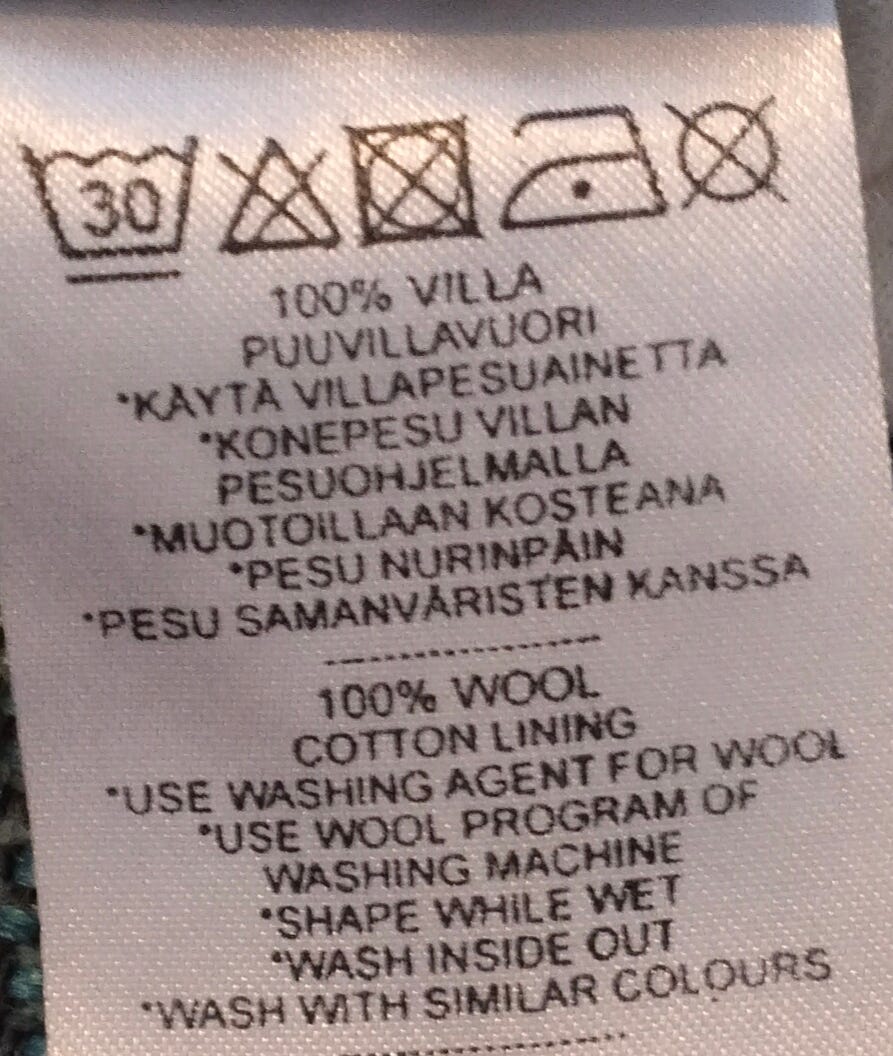 30
100% VILLA
PUUVILLAVUORI
*KÄYTÄ VILLAPESUAINETTA
*KONEPESU VILLAN
PESUOHJELMALLA
*MUOTOILLAAN KOSTEANA
*PESU NURINPÄIN
*PESU SAMANVÄRISTEN KANSSA
100% WOOL
COTTON LINING
*USE WASHING AGENT FOR WOOL
*USE WOOL PROGRAM OF
WASHING MACHINE
*SHAPE WHILE WET
*WASH INSIDE OUT
*WASH WITH SIMILAR COLOURS